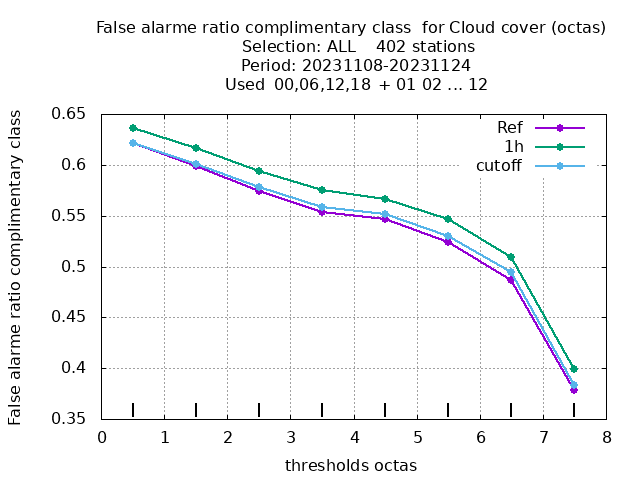 False alarme ratio complimentary class  for Cloud cover (octas)
Selection: ALL    402 stations
Period: 20231108-20231124
Used  00,06,12,18 + 01 02 ... 12
False alarme ratio complimentary class
0.65
0.6
0.55
0.5
0.45
0.4
0.35
Ref
1h
cutoff
0 1 2 3 4 5 6 7 8
thresholds octas